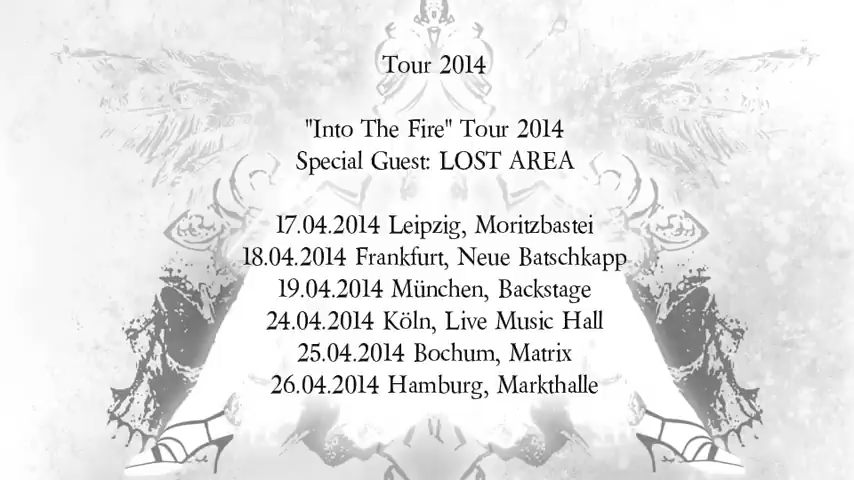 Tour 2014
"Into The Fire" Tour 2014
Special Guest: LOST AREA
17.04.2014 Leipzig, Moritzbastei
18.04.2014 Frankfurt, Neue Batschkapp
19.04.2014 München, Backstage
24.04.2014 Köln, Live Music Hall
25.04.2014 Bochum, Matrix
26.04.2014 Hamburg, Markthalle